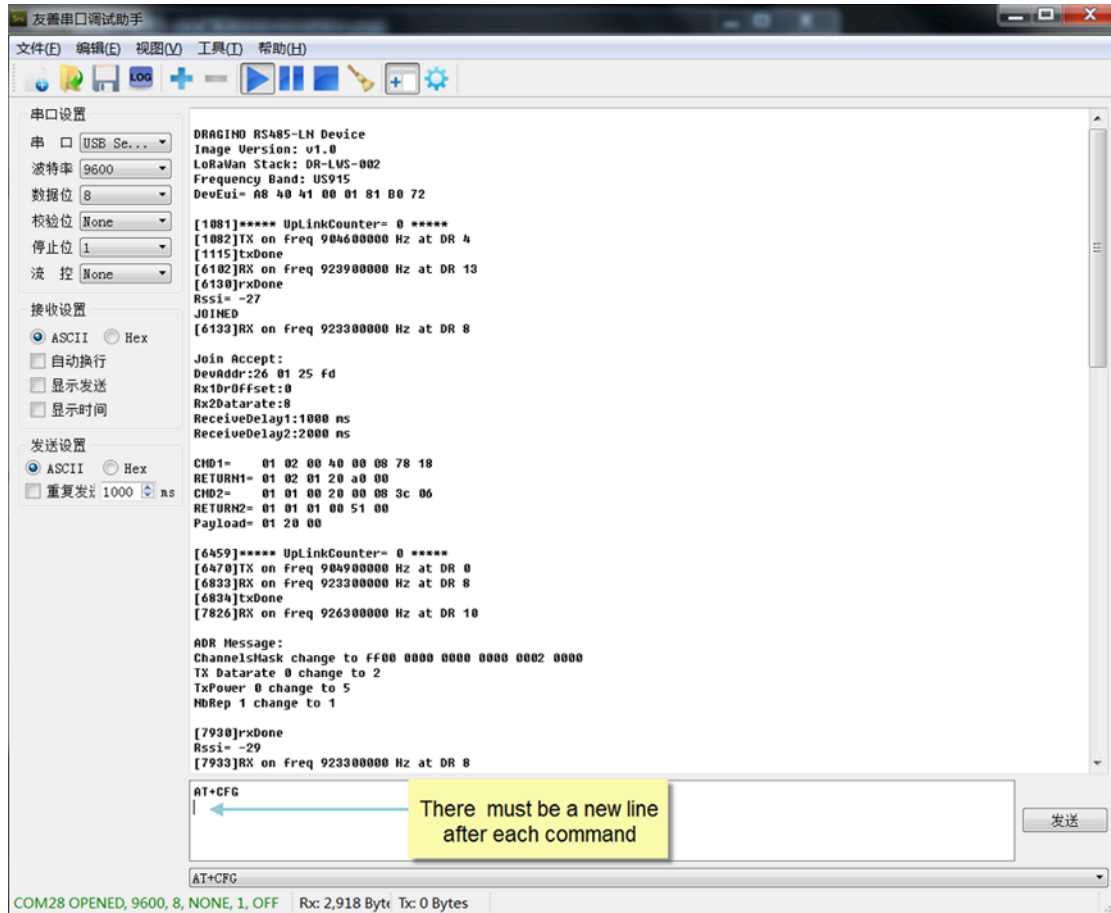 友善串口调试助手
文件(F) 编辑(E) 视图(V) 工具(T) 帮助(H)
LOG
串口设置
串 口 USB Se...
波特率 9600
数据位 8
校验位 None
停止位 1
流 控 None
接收设置
ASCII Hex
自动换行
显示发送
显示时间
发送设置
ASCII Hex
重复发送 1000 ms
DRAGINO RS485-LN Device
Image Version: v1.0
LoRaWan Stack: DR-LWS-002
Frequency Band: US915
DevEui= A8 40 41 00 01 81 B0 72
[1081]***** UpLinkCounter= 0 *****
[1082]TX on freq 904600000 Hz at DR 4
[1115]txDone
[6102]RX on freq 923900000 Hz at DR 13
[6130]rxDone
Rssi= -27
JOINED
[6133]RX on freq 923300000 Hz at DR 8
Join Accept:
DevAddr:26 01 25 fd
Rx1DrOffset:0
Rx2Datarate:8
ReceiveDelay1:1000 ms
ReceiveDelay2:2000 ms
CMD1= 01 02 00 40 00 08 78 18
RETURN1= 01 02 01 20 a0 00
CMD2= 01 01 00 20 00 08 3c 06
RETURN2= 01 01 01 00 51 00
Payload= 01 20 00
[6459]***** UpLinkCounter= 0 *****
[6470]TX on freq 904900000 Hz at DR 0
[6833]RX on freq 923300000 Hz at DR 8
[6834]txDone
[7826]RX on freq 926300000 Hz at DR 10
ADR Message:
ChannelsMask change to ff00 0000 0000 0000 0002 0000
TX Datarate 0 change to 2
TxPower 0 change to 5
NbRep 1 change to 1
[7930]rxDone
Rssi= -29
[7933]RX on freq 923300000 Hz at DR 8
AT+CFG
There must be a new line
after each command
发送
AT+CFG
COM28 OPENED, 9600, 8, NONE, 1, OFF Rx: 2,918 Byte Tx: 0 Bytes